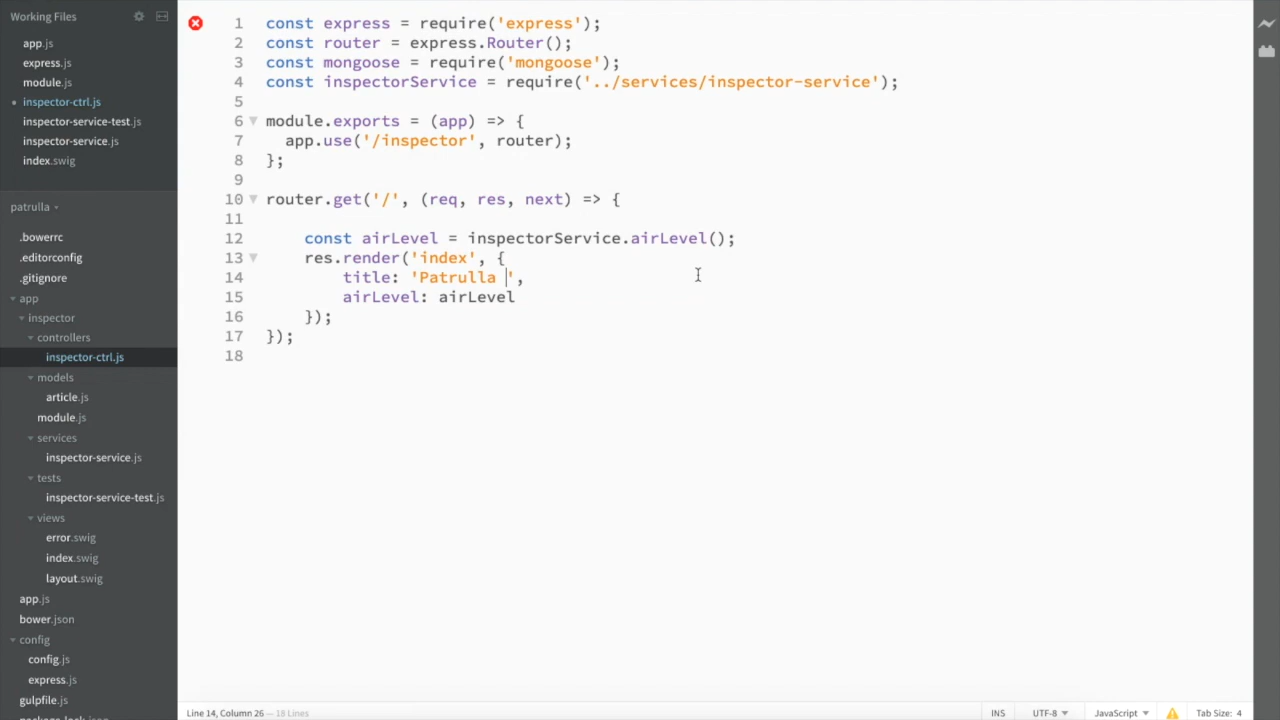 Working Files
app.js
express.js
module.js
inspector-ctrl.js
inspector-service-test.js
inspector-service.js
index.swig
patrulla
.bowerrc
.editorconfig
.gitignore
app
inspector
controllers
inspector-ctrl.js
models
article.js
module.js
services
inspector-service.js
tests
inspector-service-test.js
views
error.swig
index.swig
layout.swig
app.js
bower.json
config
config.js
express.js
gulpfile.js
1 const express = require('express');
2 const router = express.Router();
3 const mongoose = require('mongoose');
4 const inspectorService = require('../services/inspector-service');
5
6 module.exports = (app) => {
7 app.use('/inspector', router);
8 };
9
10 router.get('/', (req, res, next) => {
11
12 const airLevel = inspectorService.airLevel();
13 res.render('index', {
14 title: 'Patrulla ',
15 airLevel: airLevel
16 });
17 });
18
Line 14, Column 26 — 18 Lines
INS UTF-8 JavaScript Tab Size: 4